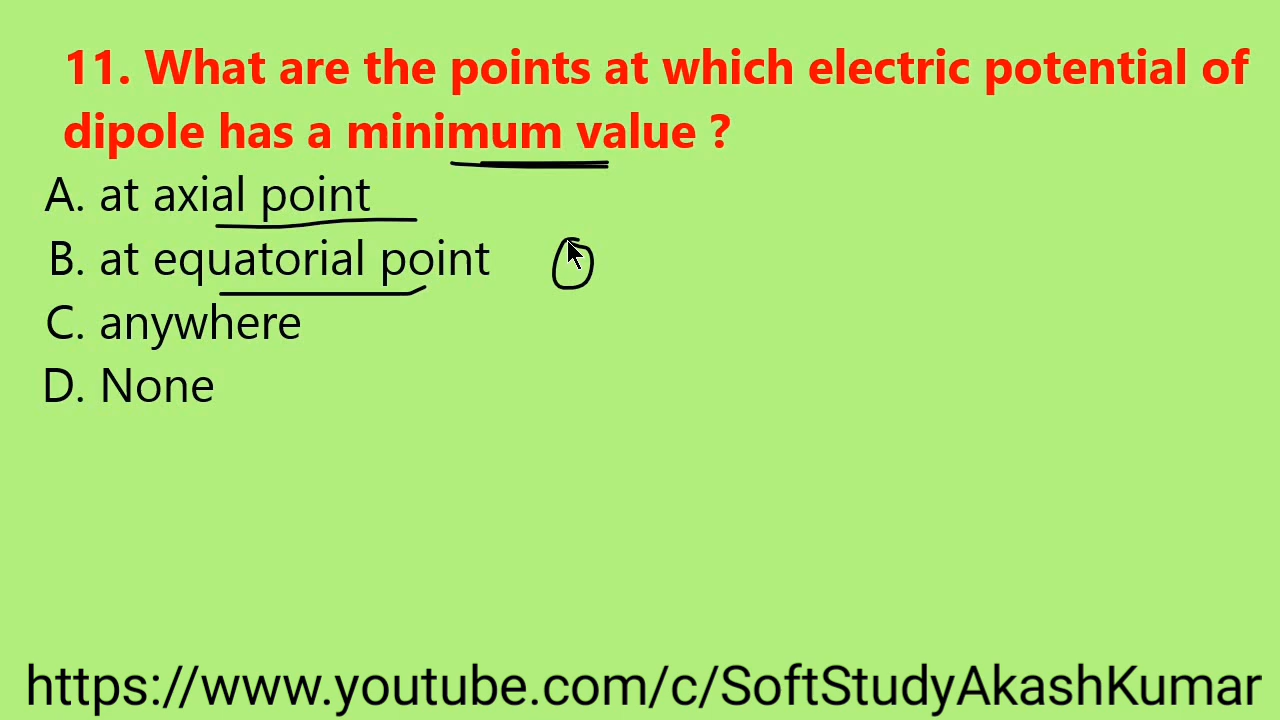 11. What are the points at which electric potential of
dipole has a minimum value ?
A. at axial point
B. at equatorial point
C. anywhere
D. None
https://www.youtube.com/c/SoftStudyAkashKumar